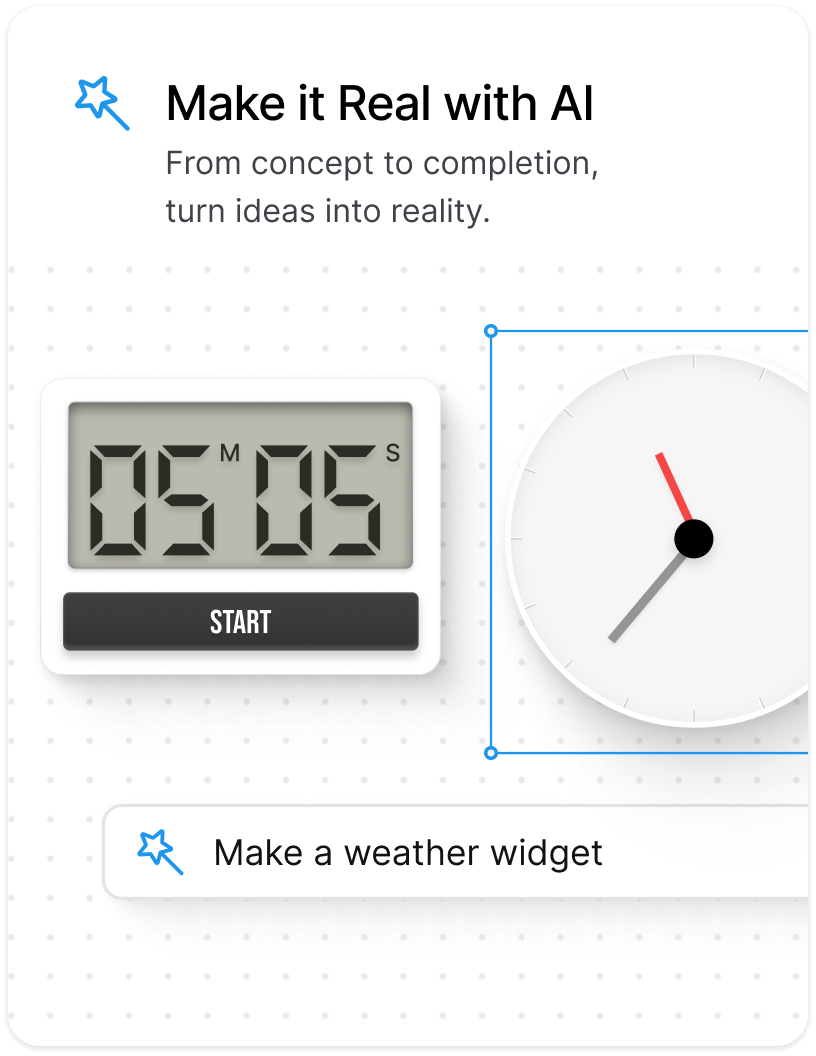 Make it Real with AI
From concept to completion,
turn ideas into reality.
05 M 05 S
START
Make a weather widget